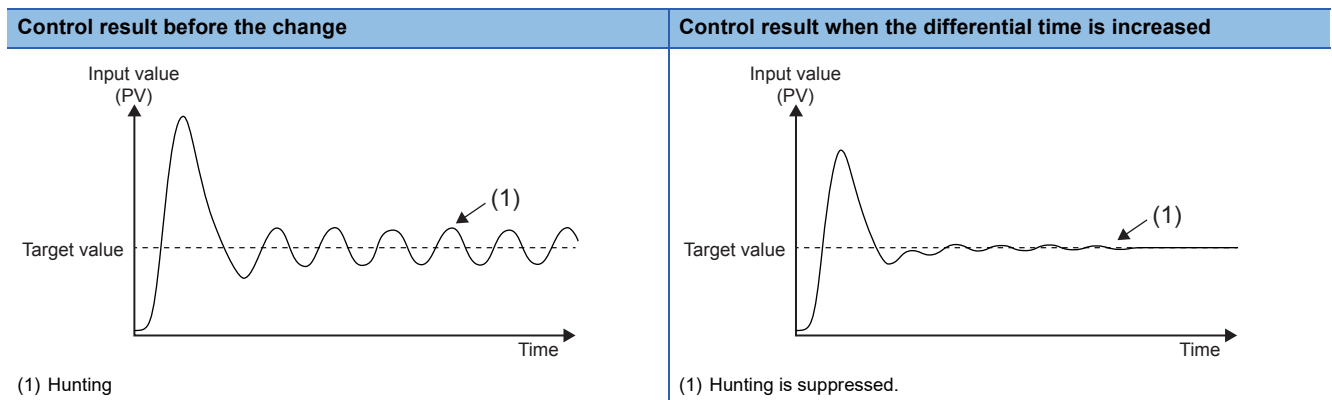 Control result before the change
Control result when the differential time is increased
Input value
(PV)
(1)
Target value
Time
(1) Hunting
Input value
(PV)
(1)
Target value
Time
(1) Hunting is suppressed.